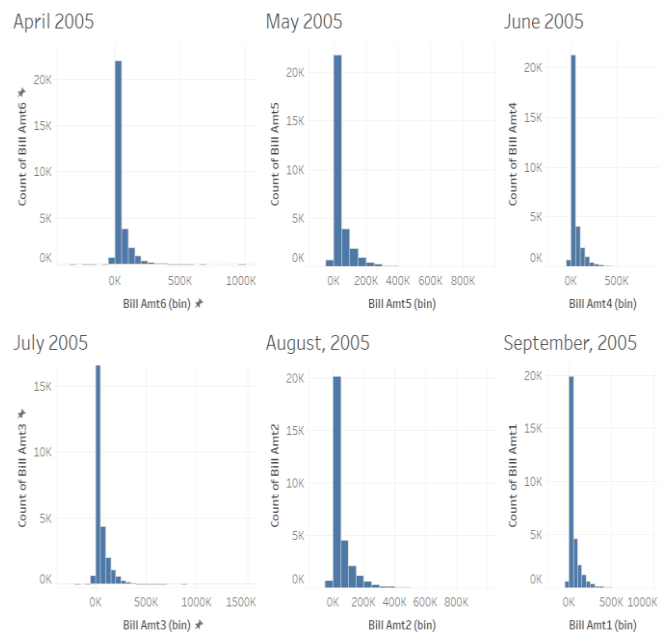 April 2005
20K
15K
10K
5K
0K
Count of Bill Amt6
0K 500K 1000K
Bill Amt6 (bin)
May 2005
20K
15K
10K
5K
0K
Count of Bill Amt5
0K 200K 400K 600K 800K
Bill Amt5 (bin)
June 2005
20K
15K
10K
5K
0K
Count of Bill Amt4
0K 500K
Bill Amt4 (bin)
July 2005
15K
10K
5K
0K
Count of Bill Amt3
0K 500K 1000K 1500K
Bill Amt3 (bin)
August, 2005
20K
15K
10K
5K
0K
Count of Bill Amt2
0K 200K 400K 600K 800K
Bill Amt2 (bin)
September, 2005
20K
15K
10K
5K
0K
Count of Bill Amt1
0K 500K 1000K
Bill Amt1 (bin)